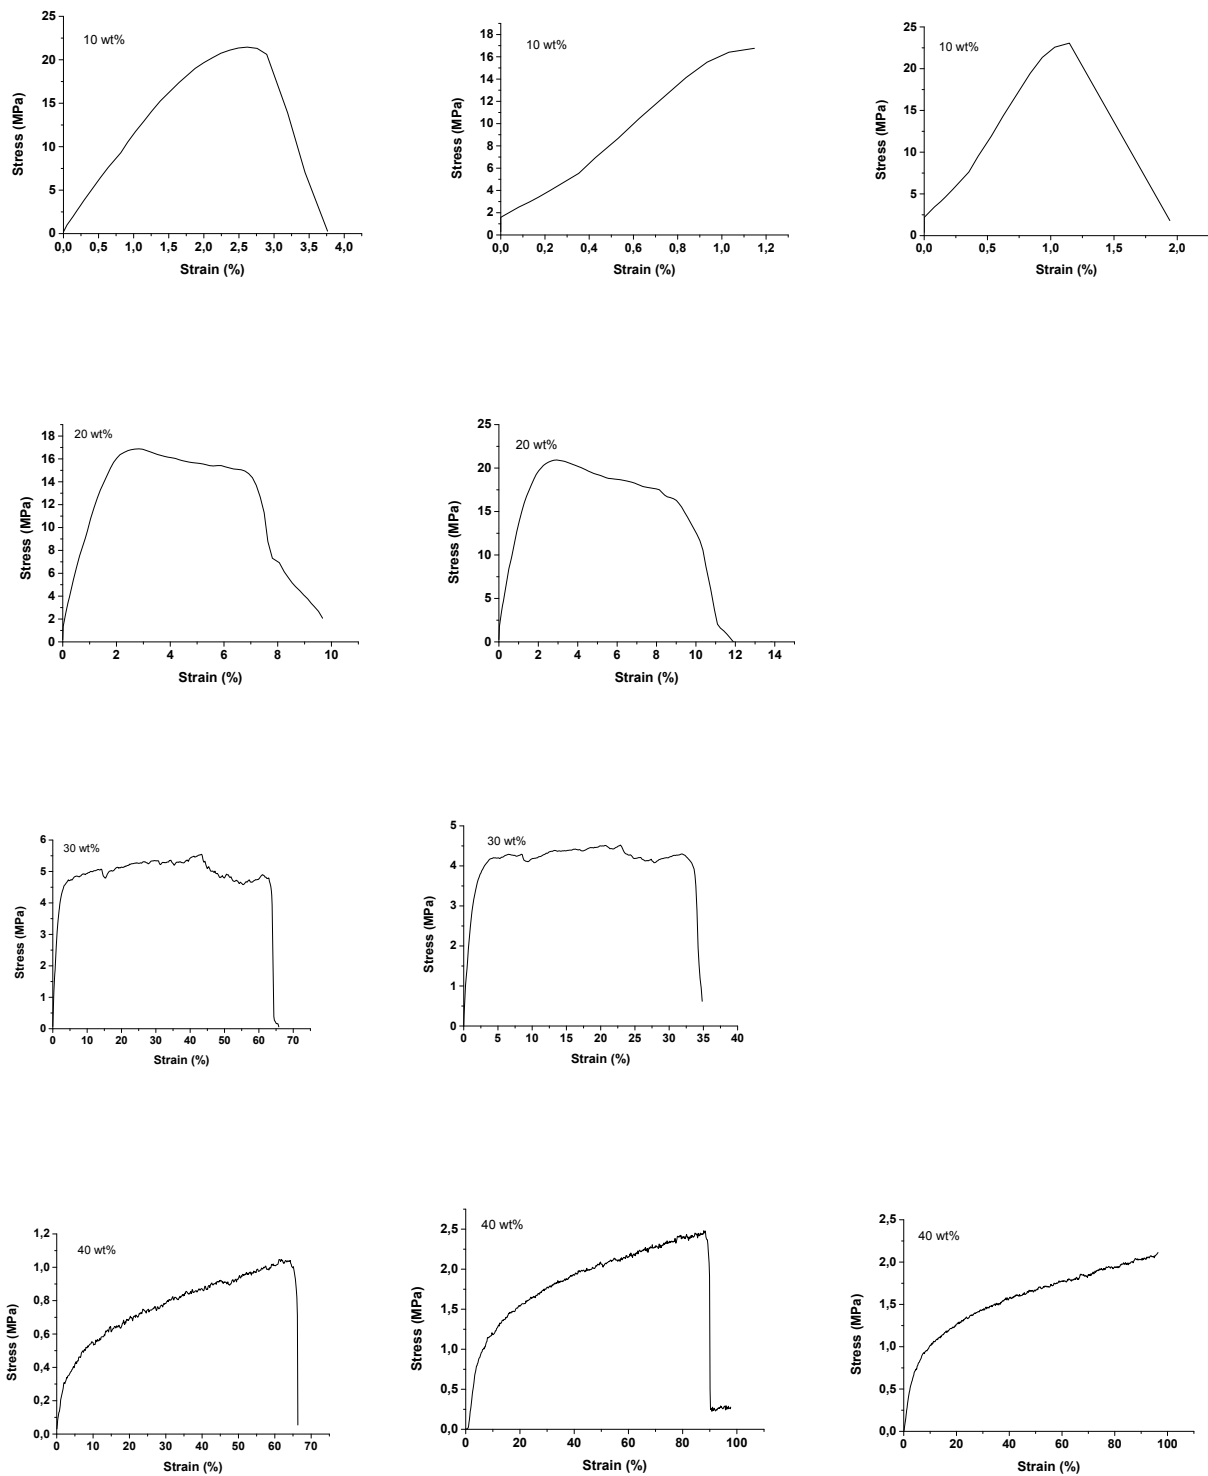 10 wt%
25
20
15
10
5
0
Stress (MPa)
0,0 0,5 1,0 1,5 2,0 2,5 3,0 3,5 4,0
Strain (%)
10 wt%
18
16
14
12
10
8
6
4
2
0
Stress (MPa)
0,0 0,2 0,4 0,6 0,8 1,0 1,2
Strain (%)
10 wt%
25
20
15
10
5
0
Stress (MPa)
0,0 0,5 1,0 1,5 2,0
Strain (%)
20 wt%
18
16
14
12
10
8
6
4
2
0
Stress (MPa)
0 2 4 6 8 10
Strain (%)
20 wt%
25
20
15
10
5
0
Stress (MPa)
0 2 4 6 8 10 12 14
Strain (%)
30 wt%
6
5
4
3
2
1
0
Stress (MPa)
0 10 20 30 40 50 60 70
Strain (%)
30 wt%
5
4
3
2
1
0
Stress (MPa)
0 5 10 15 20 25 30 35 40
Strain (%)
40 wt%
1,2
1,0
0,8
0,6
0,4
0,2
0,0
Stress (MPa)
0 10 20 30 40 50 60 70
Strain (%)
40 wt%
2,5
2,0
1,5
1,0
0,5
0,0
Stress (MPa)
0 20 40 60 80 100
Strain (%)
40 wt%
2,5
2,0
1,5
1,0
0,5
0,0
Stress (MPa)
0 20 40 60 80 100
Strain (%)